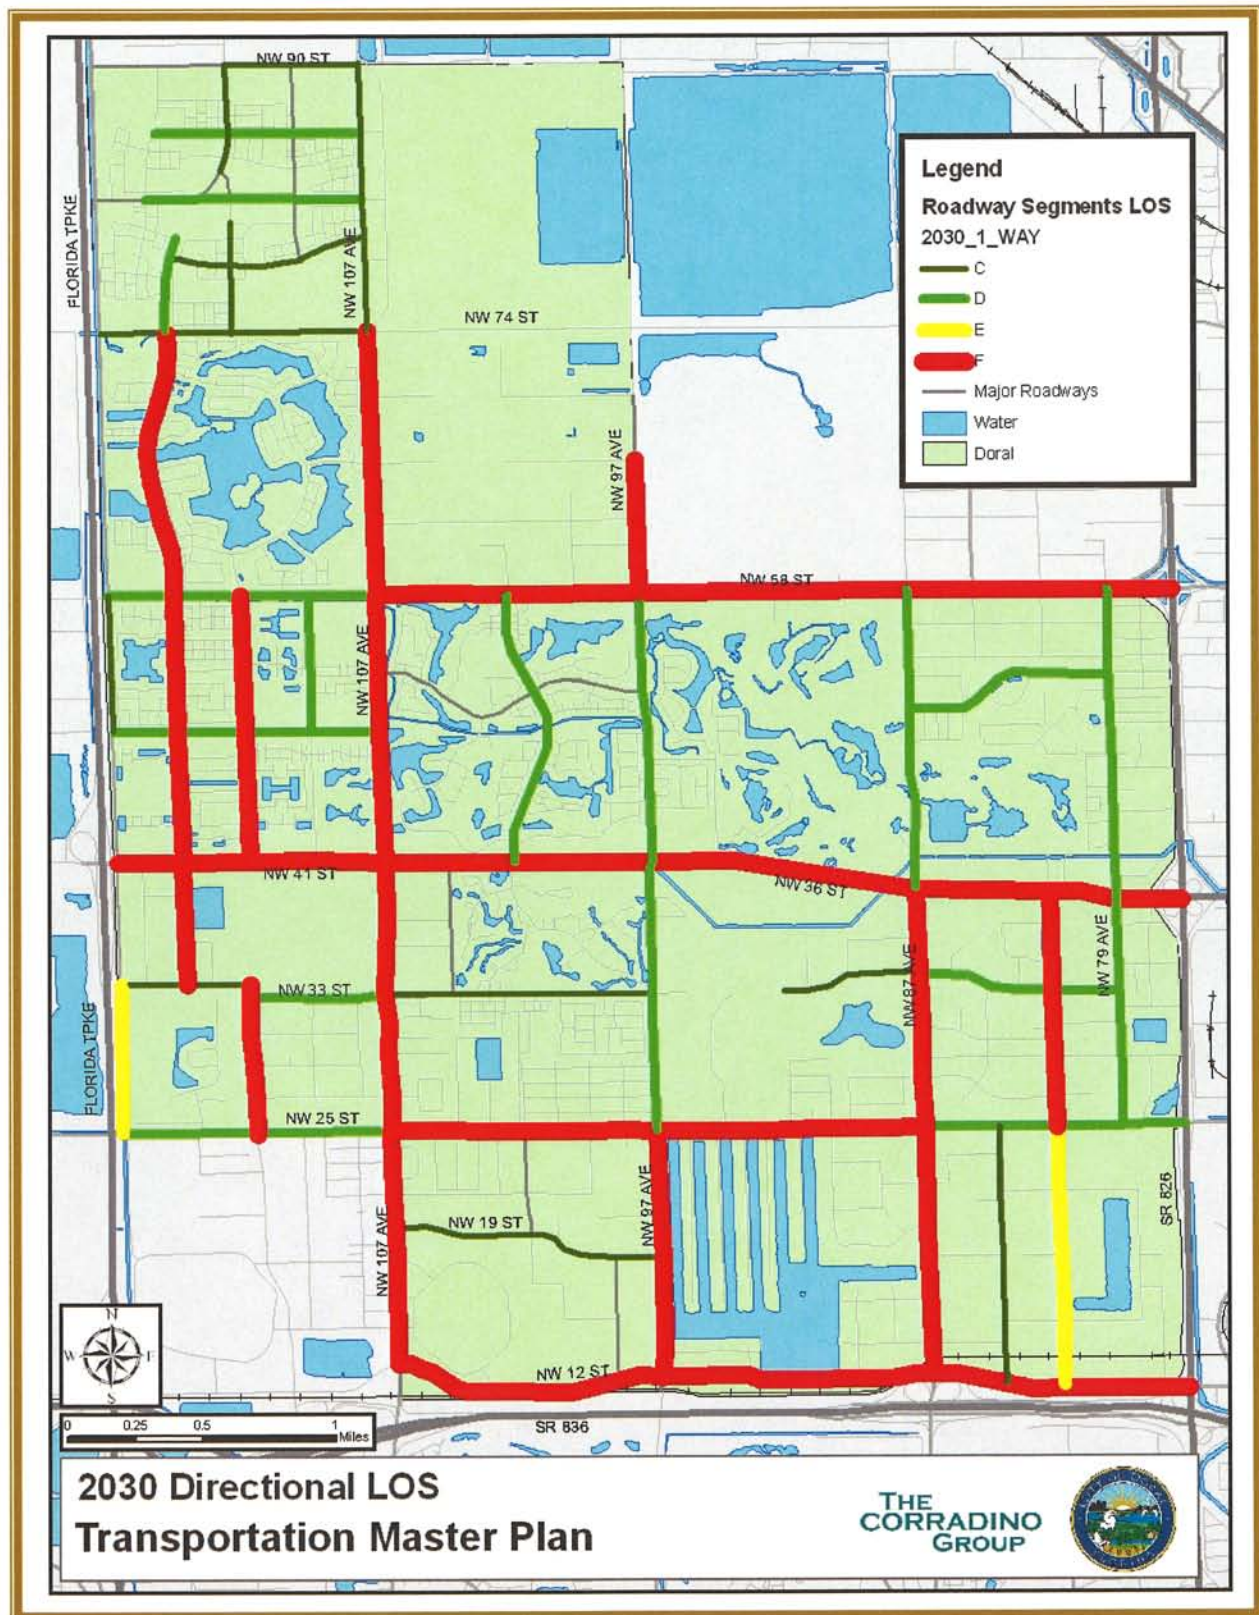 NW 90 ST
Legend
Roadway Segments LOS
2030_1_WAY
C
D
E
F
Major Roadways
Water
Doral
FLORIDA TPKE
NW 107 AVE
NW 74 ST
NW 97 AVE
NW 58 ST
NW 107 AVE
NW 41 ST
NW 36 ST
NW 79 AVE
NW 87 AVE
NW 33 ST
FLORIDA TPKE
NW 25 ST
NW 97 AVE
SR 826
NW 19 ST
NW 107 AVE
N
W E
S
NW 12 ST
0 0.25 0.5 1
Miles
SR 836
2030 Directional LOS
Transportation Master Plan
THE
CORRADINO
GROUP